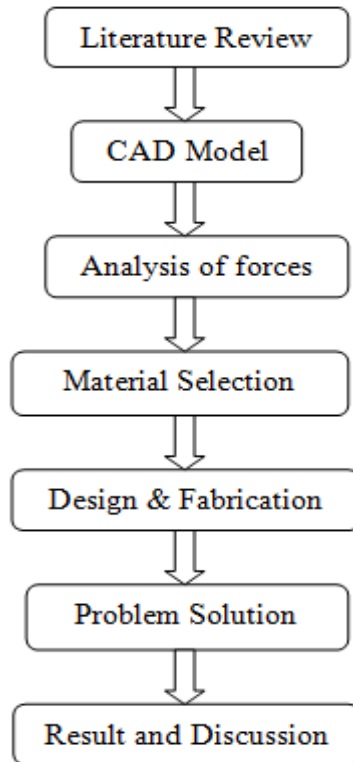 Literature Review
CAD Model
Analysis of forces
Material Selection
Design & Fabrication
Problem Solution
Result and Discussion